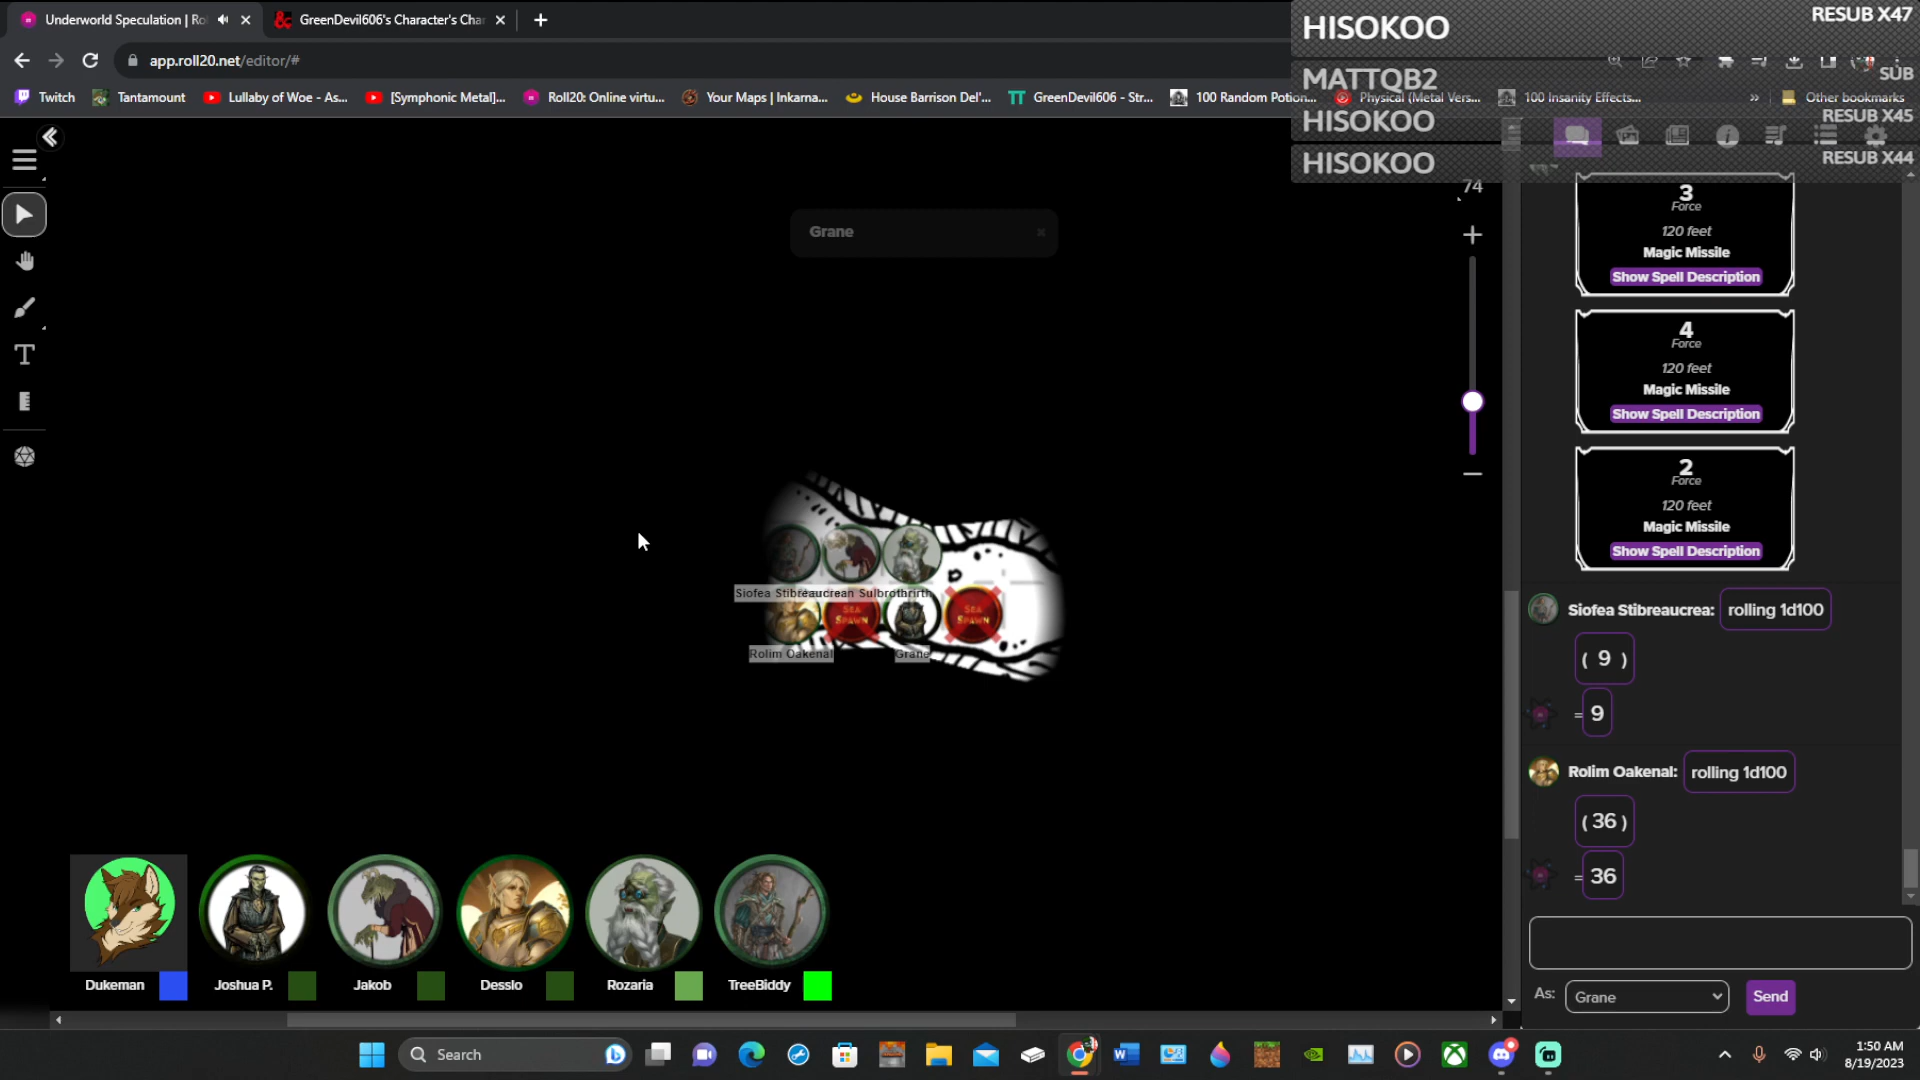 Underworld Speculation | Ro
GreenDevil606's Character's Char
app.roll20.net/editor/#
Twitch
Tantamount
Lullaby of Woe - As...
[Symphonic Metal]...
Roll20: Online virtu...
Your Maps | Inkarna...
House Barrison Del'...
GreenDevil606 - Str...
100 Random Potion...
Physical (Metal Vers...
100 Insanity Effects...
Other bookmarks
HISOKOO
RESUB X47
MATTQB2
SUB
HISOKOO
RESUB X45
HISOKOO
RESUB X44
74
Grane
3
Force
120 feet
Magic Missile
Show Spell Description
4
Force
120 feet
Magic Missile
Show Spell Description
2
Force
120 feet
Magic Missile
Show Spell Description
Siofea Stibreaucrea: rolling 1d100
( 9 )
=9
Rolim Oakenal: rolling 1d100
( 36 )
=36
SEA SPAWN
SEA SPAWN
Rolim Oakenal
Grane
Dukeman
Joshua P.
Jakob
Desslo
Rozaria
TreeBiddy
As: Grane
Send
Search
1:50 AM
8/19/2023